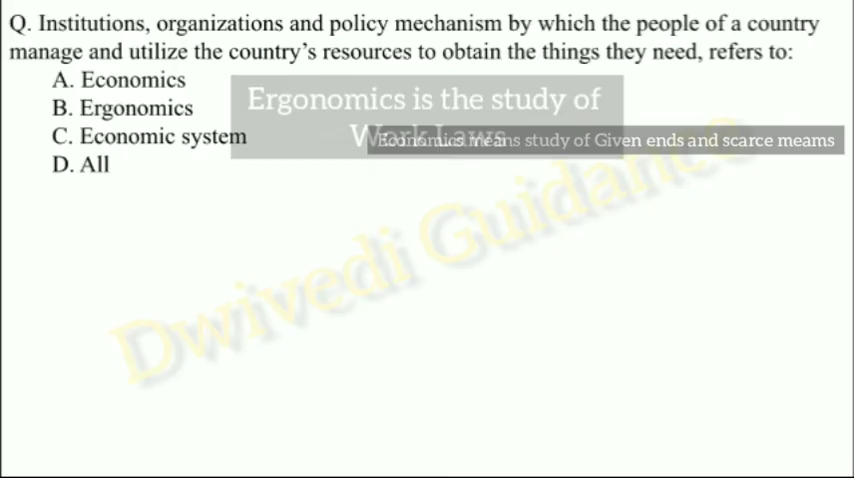 Q. Institutions, organizations and policy mechanism by which the people of a country
manage and utilize the country's resources to obtain the things they need, refers to:
A. Economics
B. Ergonomics
C. Economic system
D. All
Ergonomics is the study of
Work Laws
Economics means study of Given ends and scarce meams
Dwivedi Guidance